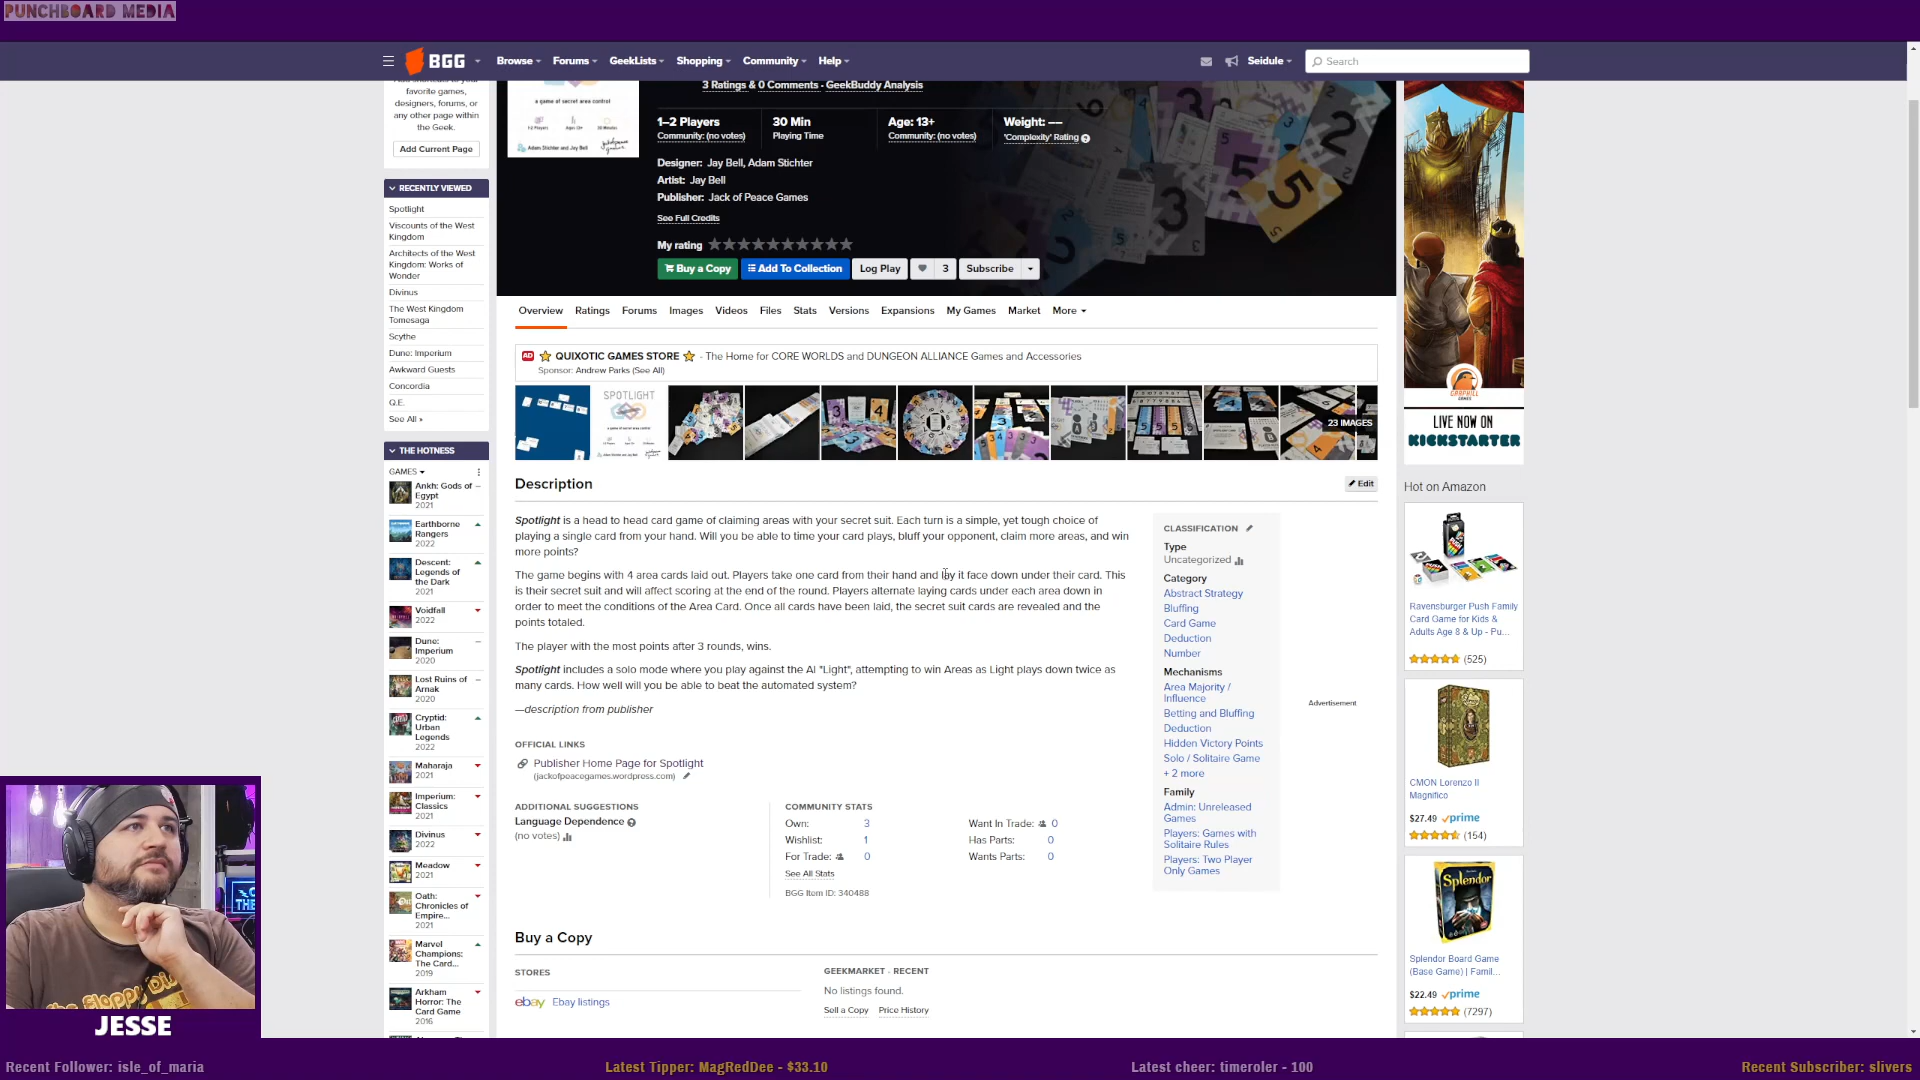 PUNCHBOARD MEDIA
BGG
Browse
Forums
GeekLists
Shopping
Community
Help
Seidule
Search
favorite games,
designers, forums, or
any other page within
the Geek.
Add Current Page
RECENTLY VIEWED
Spotlight
Viscounts of the West
Kingdom
Architects of the West
Kingdom: Works of
Wonder
Divinus
The West Kingdom
Tomesaga
Scythe
Dune: Imperium
Awkward Guests
Concordia
Q.E.
See All »
THE HOTNESS
GAMES
Ankh: Gods of
Egypt
2021
Earthborne
Rangers
2022
Descent:
Legends of
the Dark
2021
Voidfall
2022
Dune:
Imperium
2020
Lost Ruins of
Arnak
2020
Cryptid:
Urban
Legends
2022
Maharaja
2021
Imperium:
Classics
2021
Divinus
2022
Meadow
2021
Oath:
Chronicles of
Empire...
2021
Marvel
Champions:
The Card...
2019
Arkham
Horror: The
Card Game
2016
a game of secret area control
Adam Stichter and Jay Bell
3 Ratings & 0 Comments · GeekBuddy Analysis
1–2 Players
Community: (no votes)
30 Min
Playing Time
Age: 13+
Community: (no votes)
Weight: ––
'Complexity' Rating
Designer: Jay Bell, Adam Stichter
Artist: Jay Bell
Publisher: Jack of Peace Games
See Full Credits
My rating
Buy a Copy
Add To Collection
Log Play
3
Subscribe
Overview
Ratings
Forums
Images
Videos
Files
Stats
Versions
Expansions
My Games
Market
More
AD QUIXOTIC GAMES STORE - The Home for CORE WORLDS and DUNGEON ALLIANCE Games and Accessories
Sponsor: Andrew Parks (See All)
SPOTLIGHT
23 IMAGES
Description
Edit
Spotlight is a head to head card game of claiming areas with your secret suit. Each turn is a simple, yet tough choice of
playing a single card from your hand. Will you be able to time your card plays, bluff your opponent, claim more areas, and win
more points?
The game begins with 4 area cards laid out. Players take one card from their hand and lay it face down under their card. This
is their secret suit and will affect scoring at the end of the round. Players alternate laying cards under each area down in
order to meet the conditions of the Area Card. Once all cards have been laid, the secret suit cards are revealed and the
points totaled.
The player with the most points after 3 rounds, wins.
Spotlight includes a solo mode where you play against the AI "Light", attempting to win Areas as Light plays down twice as
many cards. How well will you be able to beat the automated system?
—description from publisher
OFFICIAL LINKS
Publisher Home Page for Spotlight
(jackofpeacegames.wordpress.com)
ADDITIONAL SUGGESTIONS
Language Dependence
(no votes)
COMMUNITY STATS
Own: 3
Wishlist: 1
For Trade: 0
See All Stats
BGG Item ID: 340488
Want In Trade: 0
Has Parts: 0
Wants Parts: 0
CLASSIFICATION
Type
Uncategorized
Category
Abstract Strategy
Bluffing
Card Game
Deduction
Number
Mechanisms
Area Majority /
Influence
Betting and Bluffing
Deduction
Hidden Victory Points
Solo / Solitaire Game
+ 2 more
Family
Admin: Unreleased
Games
Players: Games with
Solitaire Rules
Players: Two Player
Only Games
Advertisement
Buy a Copy
STORES
ebay Ebay listings
GEEKMARKET - RECENT
No listings found.
Sell a Copy
Price History
GARPHILL
GAMES
LIVE NOW ON
KICKSTARTER
Hot on Amazon
Ravensburger Push Family
Card Game for Kids &
Adults Age 8 & Up - Pu...
(525)
CMON Lorenzo Il
Magnifico
$27.49 prime
(154)
Splendor
Splendor Board Game
(Base Game) | Famil...
$22.49 prime
(7297)
JESSE
Recent Follower: isle_of_maria
Latest Tipper: MagRedDee - $33.10
Latest cheer: timeroler - 100
Recent Subscriber: slivers